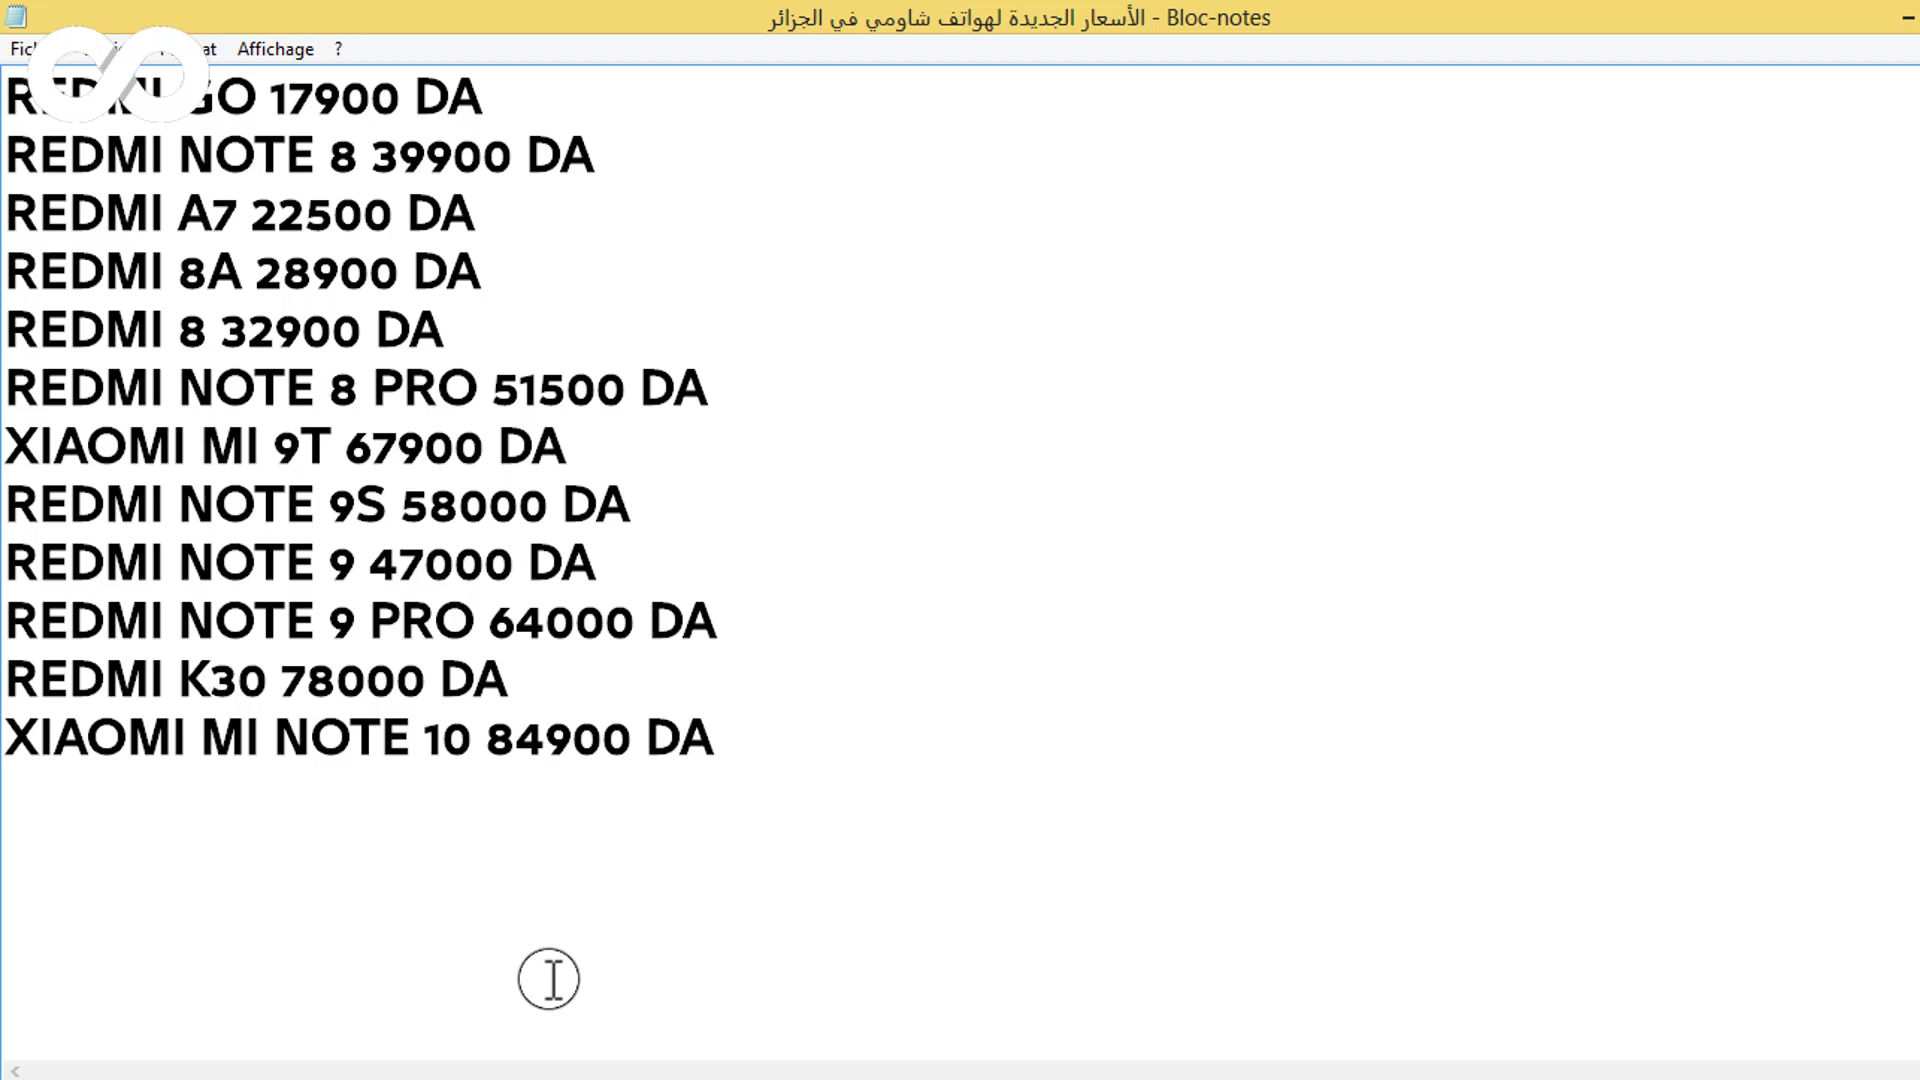 الأسعار الجديدة لهواتف شاومي في الجزائر - Bloc-notes
Affichage ?
REDMI GO 17900 DA
REDMI NOTE 8 39900 DA
REDMI A7 22500 DA
REDMI 8A 28900 DA
REDMI 8 32900 DA
REDMI NOTE 8 PRO 51500 DA
XIAOMI MI 9T 67900 DA
REDMI NOTE 9S 58000 DA
REDMI NOTE 9 47000 DA
REDMI NOTE 9 PRO 64000 DA
REDMI K30 78000 DA
XIAOMI MI NOTE 10 84900 DA